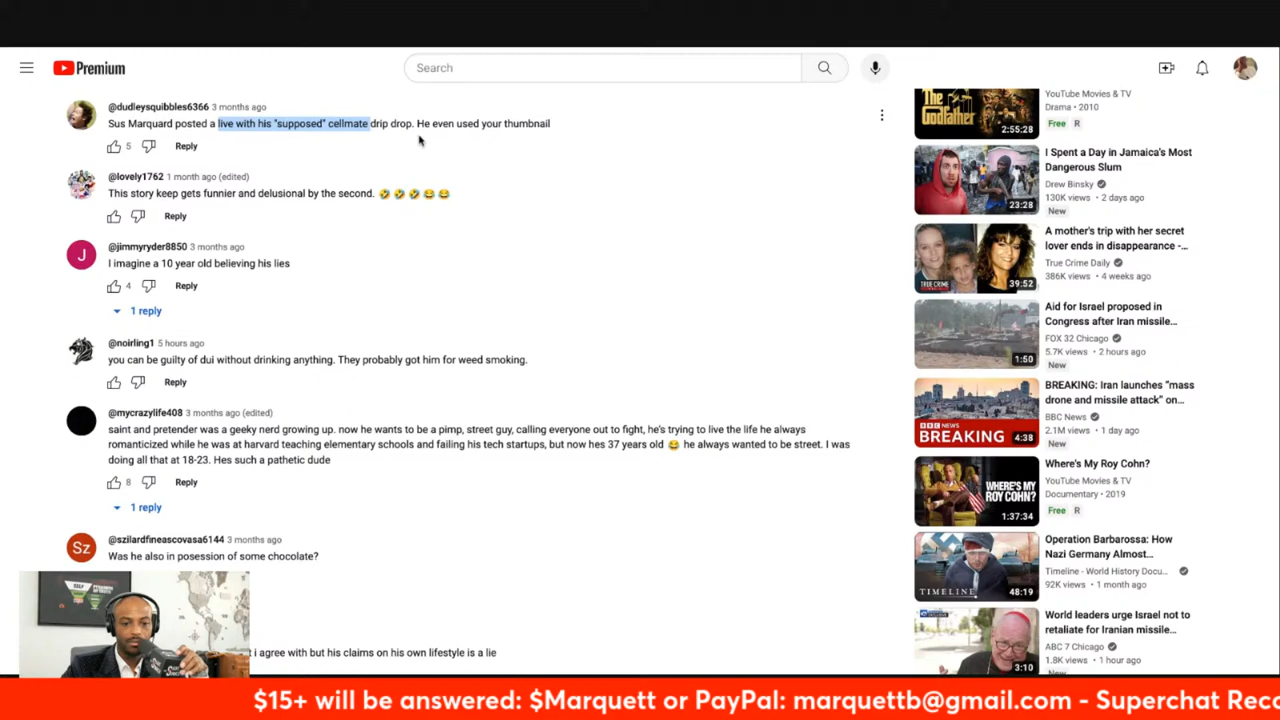 Premium
Search
@dudleysquibbles6366 3 months ago
Sus Marquard posted a live with his "supposed" cellmate drip drop. He even used your thumbnail
5
Reply
@lovely1762 1 month ago (edited)
This story keep gets funnier and delusional by the second. 🤣 🤣 🤣 😂 😂
Reply
J
@jimmyryder8850 3 months ago
I imagine a 10 year old believing his lies
4
Reply
1 reply
@noirling1 5 hours ago
you can be guilty of dui without drinking anything. They probably got him for weed smoking.
Reply
@mycrazylife408 3 months ago (edited)
saint and pretender was a geeky nerd growing up. now he wants to be a pimp, street guy, calling everyone out to fight, he's trying to live the life he always
romanticized while he was at harvard teaching elementary schools and failing his tech startups, but now hes 37 years old 😂 he always wanted to be street. I was
doing all that at 18-23. Hes such a pathetic dude
8
Reply
1 reply
Sz
@szilardfineascovasa6144 3 months ago
Was he also in posession of some chocolate?
i agree with but his claims on his own lifestyle is a lie
The
Godfather
2:55:28
YouTube Movies & TV
Drama • 2010
Free R
23:28
I Spent a Day in Jamaica's Most
Dangerous Slum
Drew Binsky
130K views • 2 days ago
New
TRUE CRIME
39:52
A mother's trip with her secret
lover ends in disappearance -...
True Crime Daily
386K views • 4 weeks ago
1:50
Aid for Israel proposed in
Congress after Iran missile...
FOX 32 Chicago
5.7K views • 2 hours ago
New
BBC NEWS
BREAKING
4:38
BREAKING: Iran launches "mass
drone and missile attack" on...
BBC News
2.1M views • 1 day ago
New
WHERE'S MY
ROY COHN?
1:37:34
Where's My Roy Cohn?
YouTube Movies & TV
Documentary • 2019
Free R
TIMELINE
48:19
Operation Barbarossa: How
Nazi Germany Almost...
Timeline - World History Docu...
92K views • 1 month ago
3:10
World leaders urge Israel not to
retaliate for Iranian missile...
ABC 7 Chicago
1.8K views • 1 hour ago
New
$15+ will be answered: $Marquett or PayPal: marquettb@gmail.com - Superchat Reco